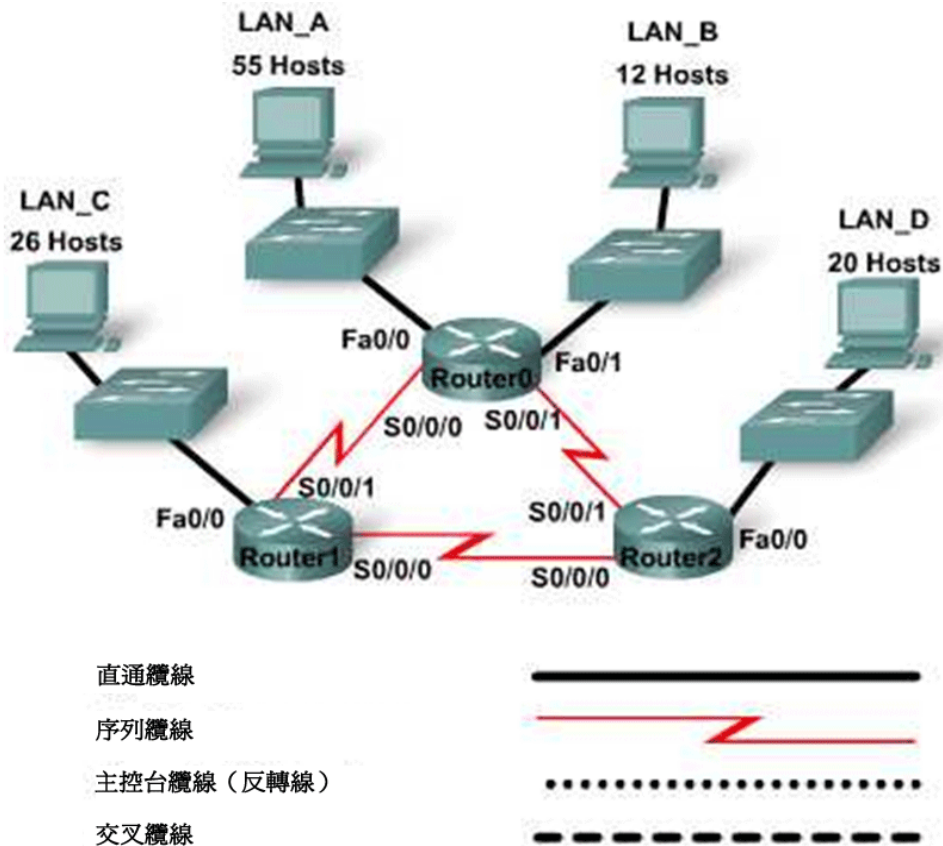 LAN_A
55 Hosts
LAN_B
12 Hosts
LAN_C
26 Hosts
LAN_D
20 Hosts
Fa0/0
Fa0/1
Router0
S0/0/0
S0/0/1
S0/0/1
Fa0/0
S0/0/1
Router1
Router2
Fa0/0
S0/0/0
S0/0/0
直通纜線
序列纜線
主控台纜線（反轉線）
交叉纜線